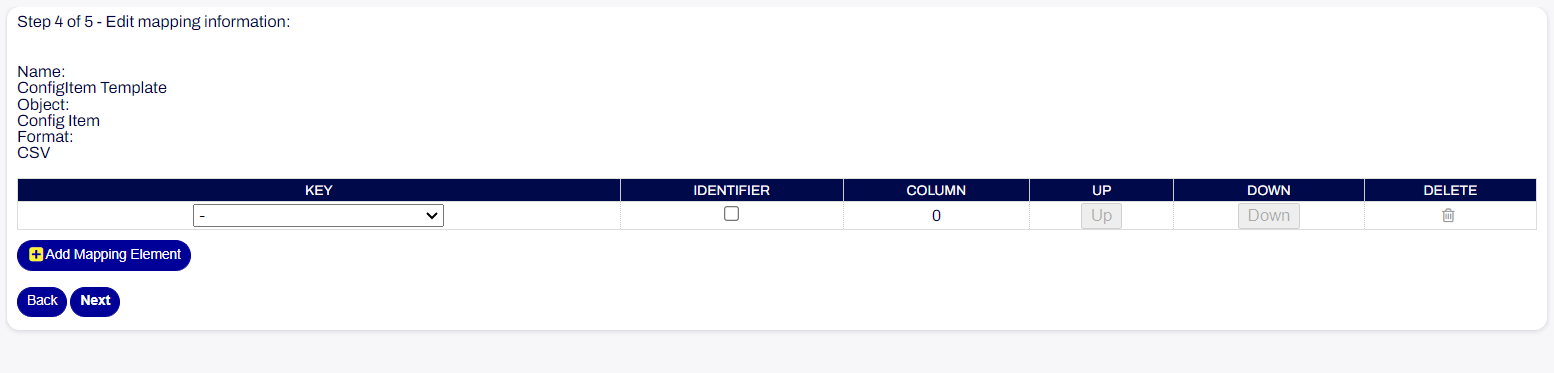 Step 4 of 5 - Edit mapping information:
Name:
ConfigItem Template
Object:
Config Item
Format:
CSV
KEY IDENTIFIER COLUMN UP DOWN DELETE
- 0 Up Down
Add Mapping Element
Back Next